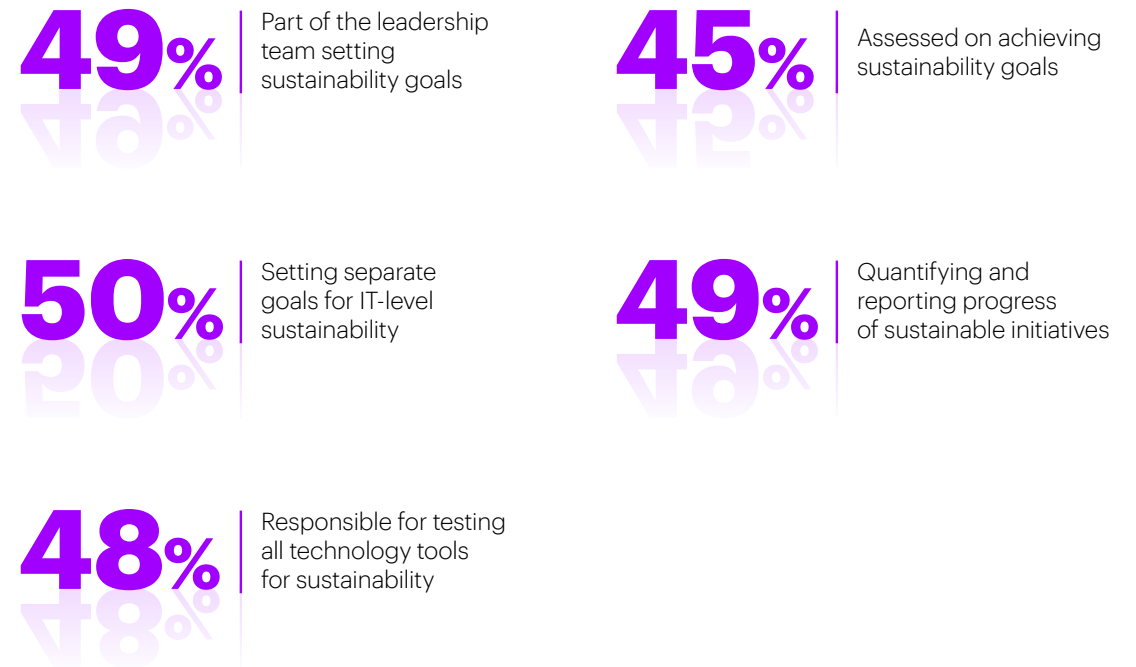 49%
Part of the leadership
team setting
sustainability goals
45%
Assessed on achieving
sustainability goals
50%
Setting separate
goals for IT-level
sustainability
49%
Quantifying and
reporting progress
of sustainable initiatives
48%
Responsible for testing
all technology tools
for sustainability